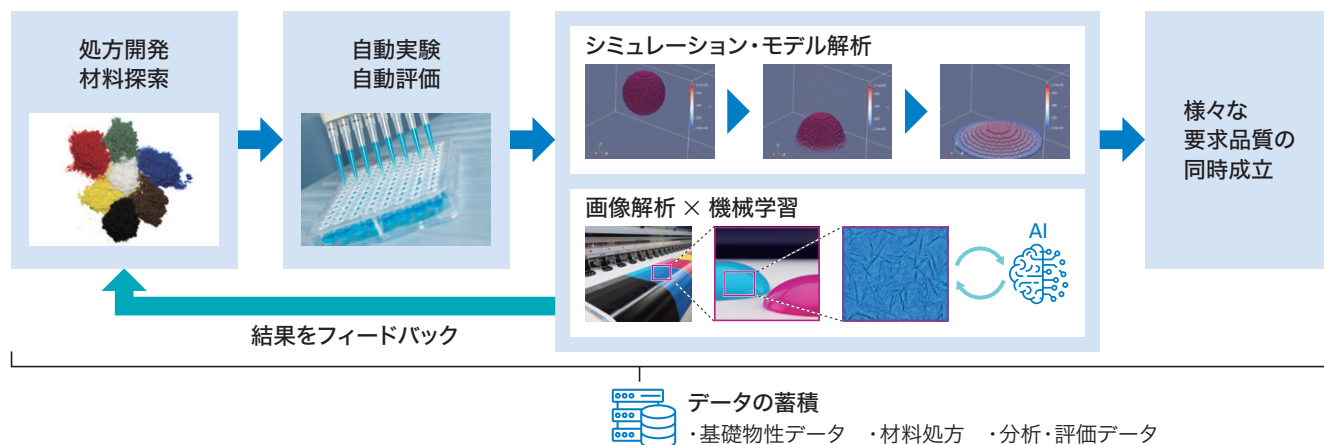 処方開発
材料探索
自動実験
自動評価
シミュレーション・モデル解析
画像解析 × 機械学習
AI
様々な
要求品質の
同時成立
結果をフィードバック
データの蓄積
・基礎物性データ ・材料処方 ・分析・評価データ